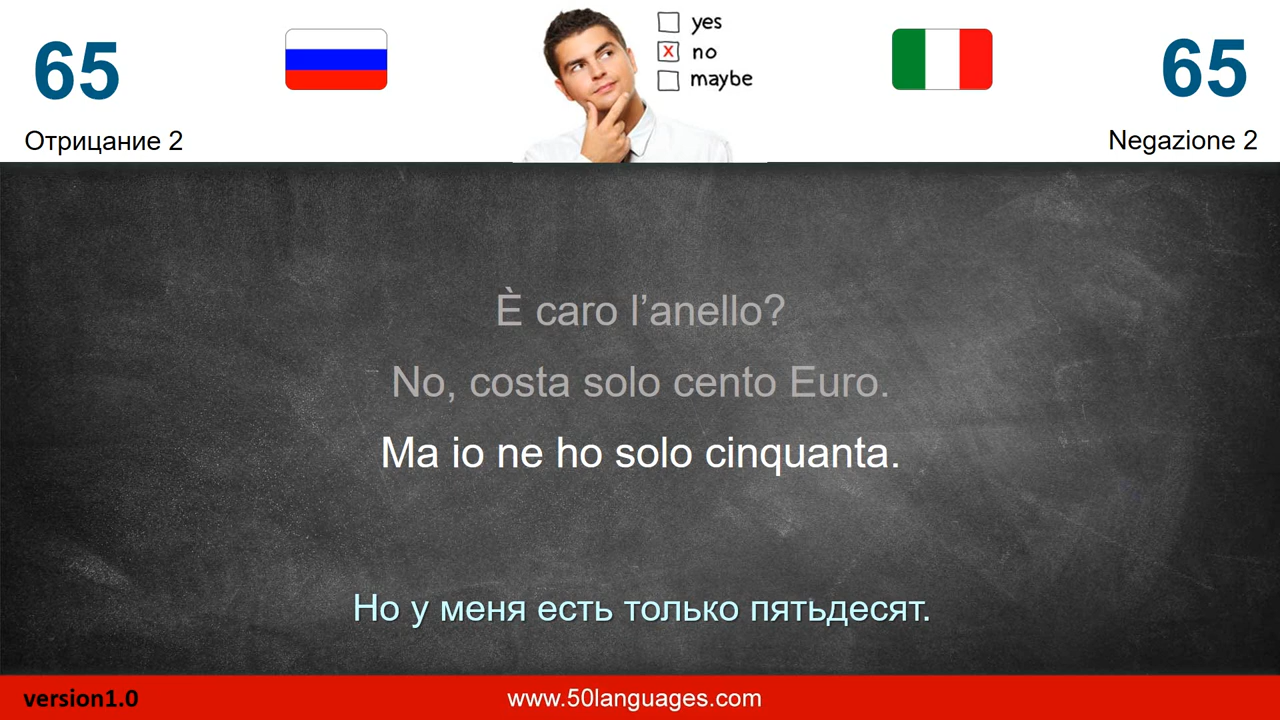 65
yes
X no
maybe
65
Отрицание 2
Negazione 2
È caro l’anello?
No, costa solo cento Euro.
Ma io ne ho solo cinquanta.
Но у меня есть только пятьдесят.
version1.0
www.50languages.com